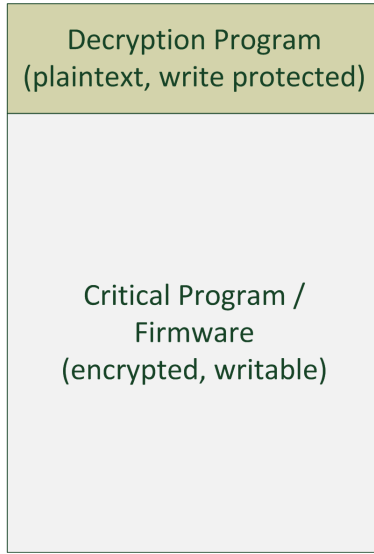 Decryption Program
(plaintext, write protected)
Critical Program /
Firmware
(encrypted, writable)